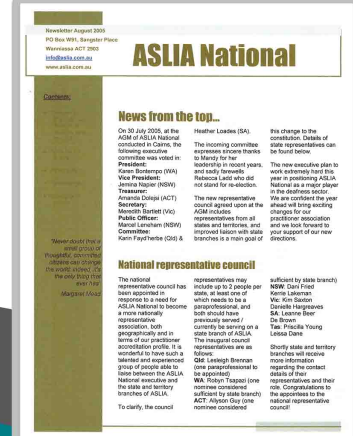 Newsletter August 2005
PO Box W91, Sangster Place
Wanniassa ACT 2903
info@aslia.com.au
www.aslia.com.au
ASLIA National
Contents:
"Never doubt that a
small group of
thoughtful, committed
citizens can change
the world; indeed, it's
the only thing that
ever has."
Margaret Mead
News from the top...
On 30 July 2005, at the
AGM of ASLIA National
conducted in Cairns, the
following executive
committee was voted in:
President:
Karen Bontempo (WA)
Vice President:
Jemina Napier (NSW)
Treasurer:
Amanda Dolejsi (ACT)
Secretary:
Meredith Bartlett (Vic)
Public Officer:
Marcel Leneham (NSW)
Committee:
Karin Fayd'herbe (Qld) &
Heather Loades (SA).
The incoming committee
expresses sincere thanks
to Mandy for her
leadership in recent years,
and sadly farewells
Rebecca Ladd who did
not stand for re-election.
The new representative
council agreed upon at the
AGM includes
representatives from all
states and territories, and
improved liaison with state
branches is a main goal of
this change to the
constitution. Details of
state representatives can
be found below.
The new executive plan to
work extremely hard this
year in positioning ASLIA
National as a major player
in the deafness sector.
We are confident the year
ahead will bring exciting
changes for our
practitioner association
and we look forward to
your support of our new
directions.
National representative council
The national
representative council has
been appointed in
response to a need for
ASLIA National to become
a more nationally
representative
association, both
geographically and in
terms of our practitioner
accreditation profile. It is
wonderful to have such a
talented and experienced
group of people able to
liaise between the ASLIA
National executive and
the state and territory
branches of ASLIA.
To clarify, the council
representatives may
include up to 2 people per
state, at least one of
which needs to be a
paraprofessional, and
both should have
previously served /
currently be serving on a
state branch of ASLIA.
The inaugural council
representatives are as
follows:
Qld: Leeleigh Brennan
(one paraprofessional to
be appointed)
WA: Robyn Tsapazi (one
nominee considered
sufficient by state branch)
ACT: Allyson Guy (one
nominee considered
sufficient by state branch)
NSW: Dani Fried
Kerrie Lakeman
Vic: Kim Saxton
Danielle Hargreaves
SA: Leanne Beer
De Brown
Tas: Priscilla Young
Leissa Dane
Shortly state and territory
branches will receive
more information
regarding the contact
details of their
representatives and their
role. Congratulations to
the appointees to the
national representative
council!